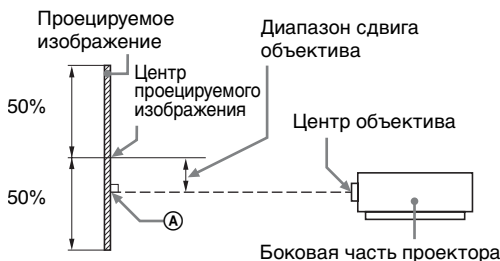 Проецируемое
изображение
Диапазон сдвига
объектива
Центр
проецируемого
изображения
50%
Центр объектива
50%
A
Боковая часть проектора